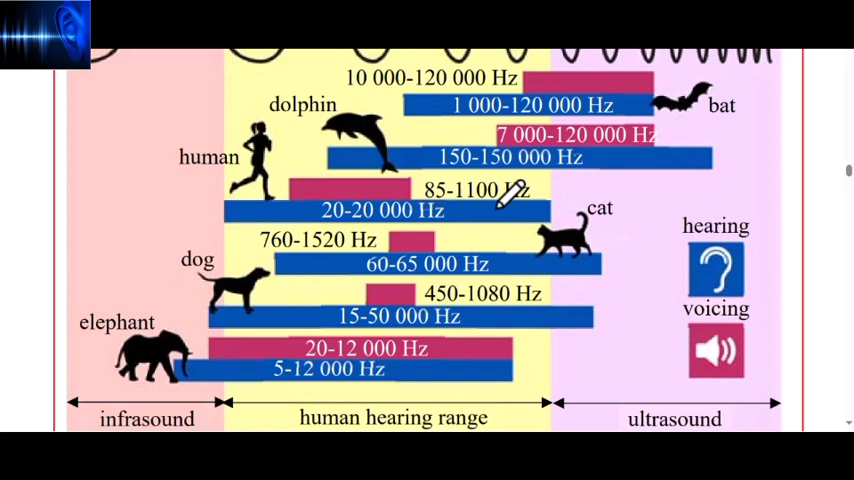 10 000-120 000 Hz
dolphin
1 000-120 000 Hz
bat
7 000-120 000 Hz
human
150-150 000 Hz
85-1100 Hz
20-20 000 Hz
cat
760-1520 Hz
hearing
60-65 000 Hz
dog
450-1080 Hz
voicing
15-50 000 Hz
elephant
20-12 000 Hz
5-12 000 Hz
infrasound
human hearing range
ultrasound